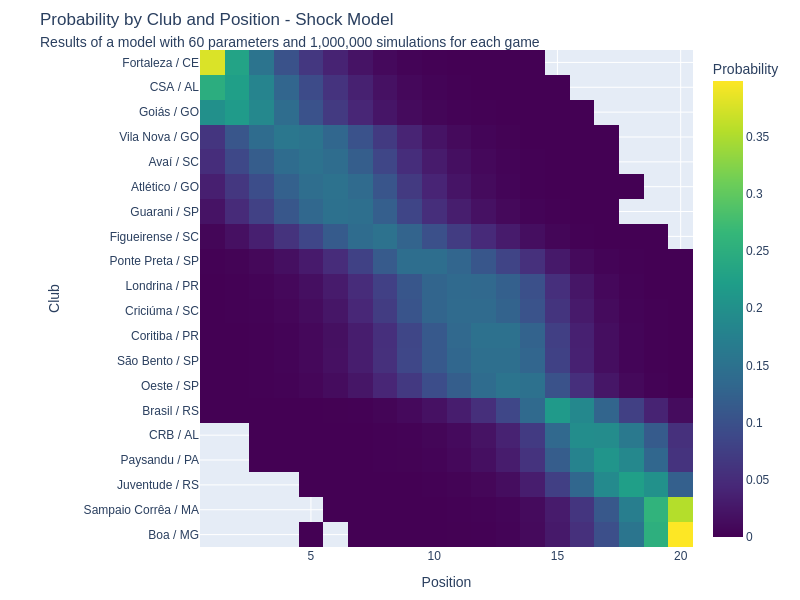 Probability by Club and Position - Shock Model
Results of a model with 60 parameters and 1,000,000 simulations for each game
Probability
Fortaleza / CE
CSA / AL
Goiás / GO
Vila Nova / GO
Avaí / SC
Atlético / GO
Guarani / SP
Figueirense / SC
Ponte Preta / SP
Londrina / PR
Criciúma / SC
Coritiba / PR
São Bento / SP
Oeste / SP
Brasil / RS
CRB / AL
Paysandu / PA
Juventude / RS
Sampaio Corrêa / MA
Boa / MG
Club
5
10
15
20
Position
0.35
0.3
0.25
0.2
0.15
0.1
0.05
0